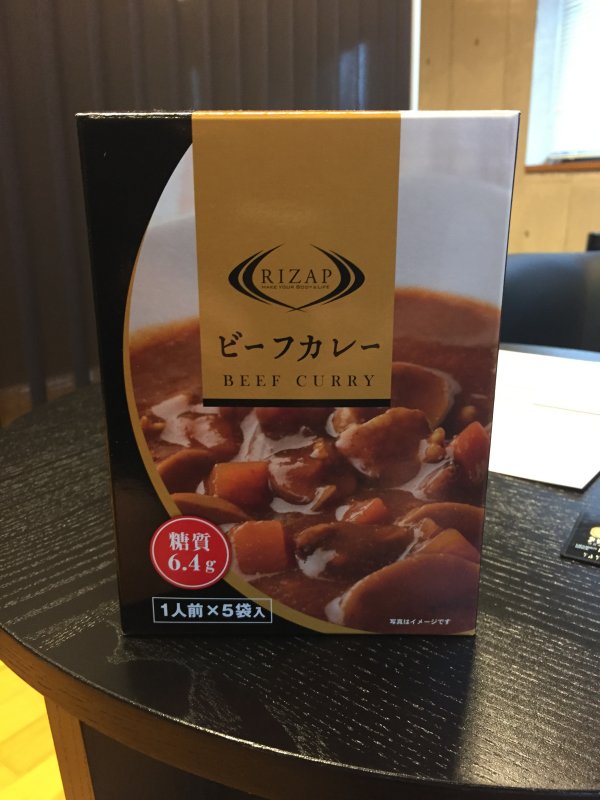 RIZAP
MAKE YOUR BODY & LIFE
ビーフカレー
BEEF CURRY
糖質
6.4g
1人前×5袋入
写真はイメージです